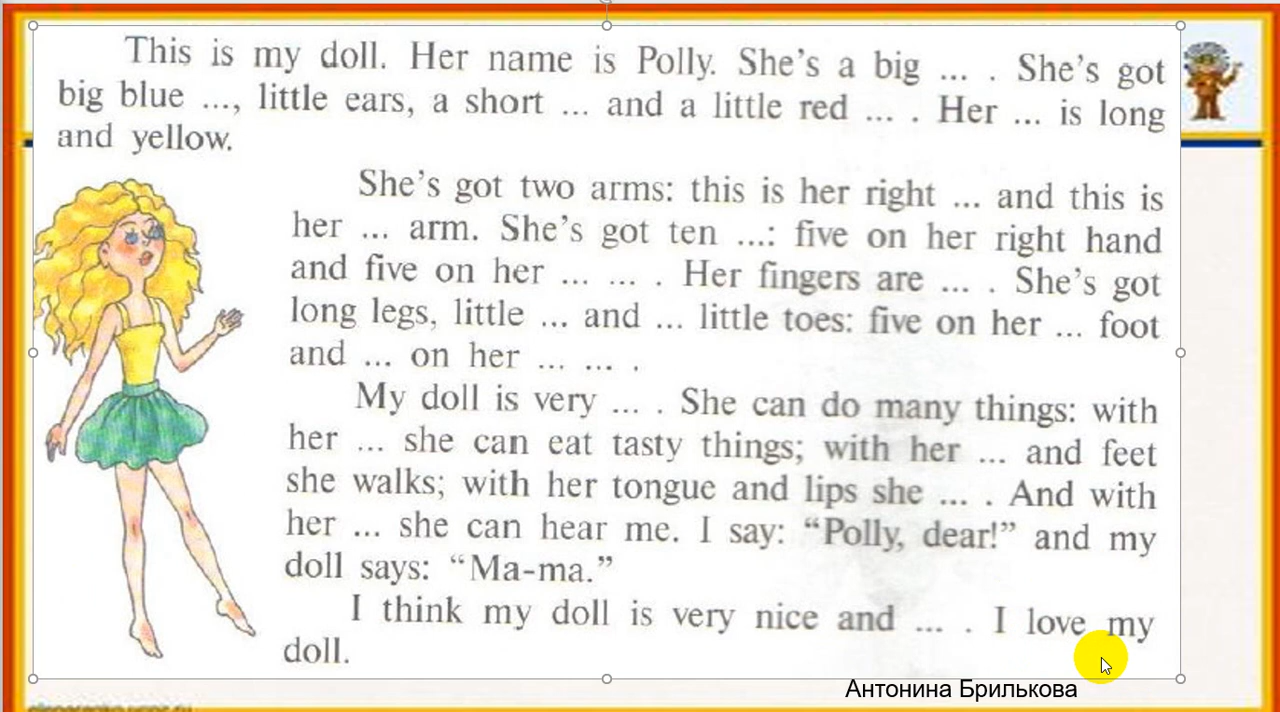 This is my doll. Her name is Polly. She's a big ... . She's got
big blue ..., little ears, a short ... and a little red ... . Her ... is long
and yellow.
She's got two arms: this is her right ... and this is
her ... arm. She's got ten ...: five on her right hand
and five on her ... ... . Her fingers are ... . She's got
long legs, little ... and ... little toes: five on her ... foot
and ... on her ... ... .
My doll is very ... . She can do many things: with
her ... she can eat tasty things; with her ... and feet
she walks; with her tongue and lips she ... . And with
her ... she can hear me. I say: “Polly, dear!” and my
doll says: “Ma-ma.”
I think my doll is very nice and ... . I love my
doll.
Антонина Брилькова